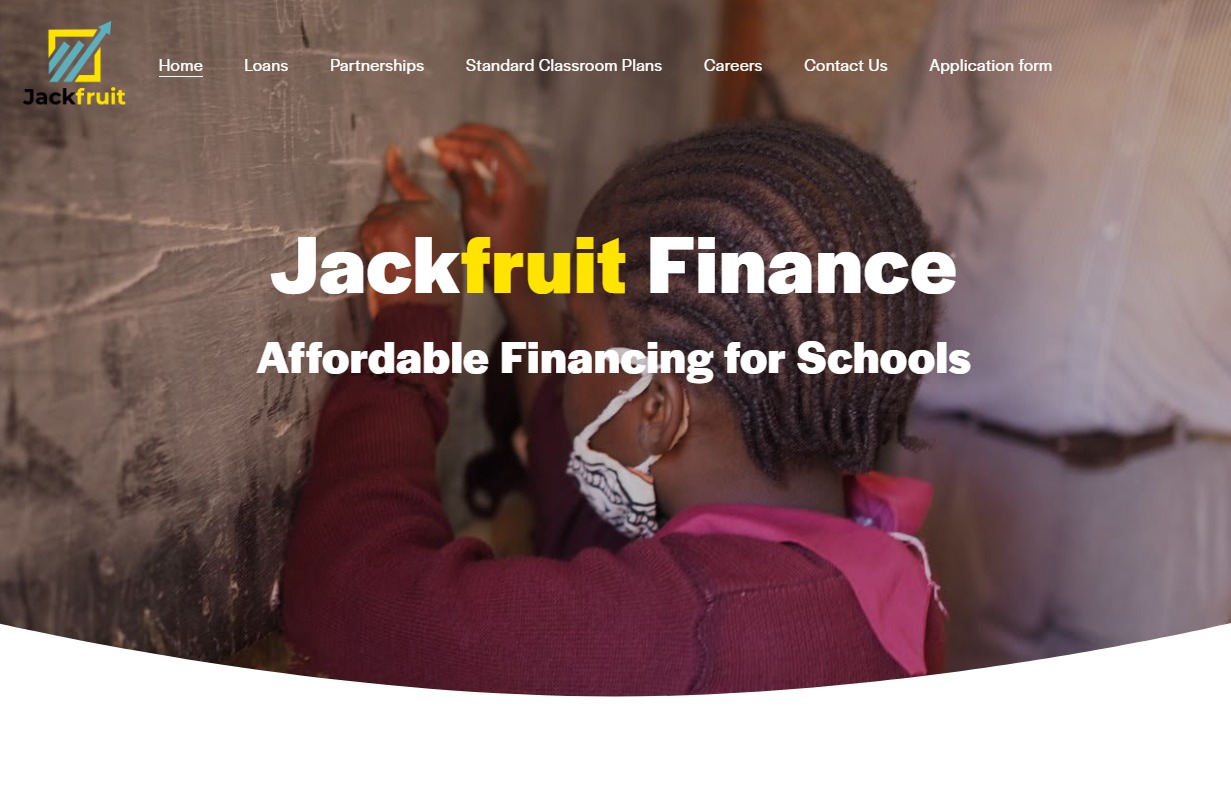 Jackfruit
Home Loans Partnerships Standard Classroom Plans Careers Contact Us Application form
Jackfruit Finance
Affordable Financing for Schools